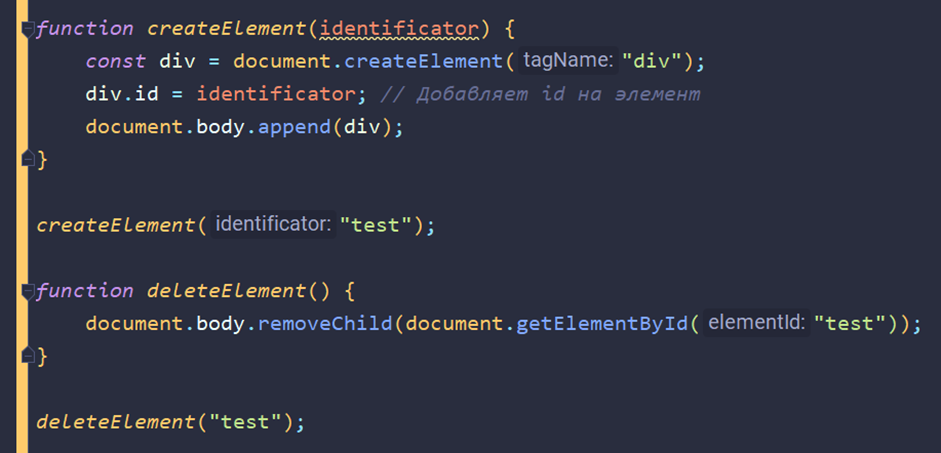 function createElement(identificator) {
const div = document.createElement( tagName: "div");
div.id = identificator; // Добавляет id на элемент
document.body.append(div);
}
createElement( identificator: "test");
function deleteElement() {
document.body.removeChild(document.getElementById( elementId: "test"));
}
deleteElement("test");